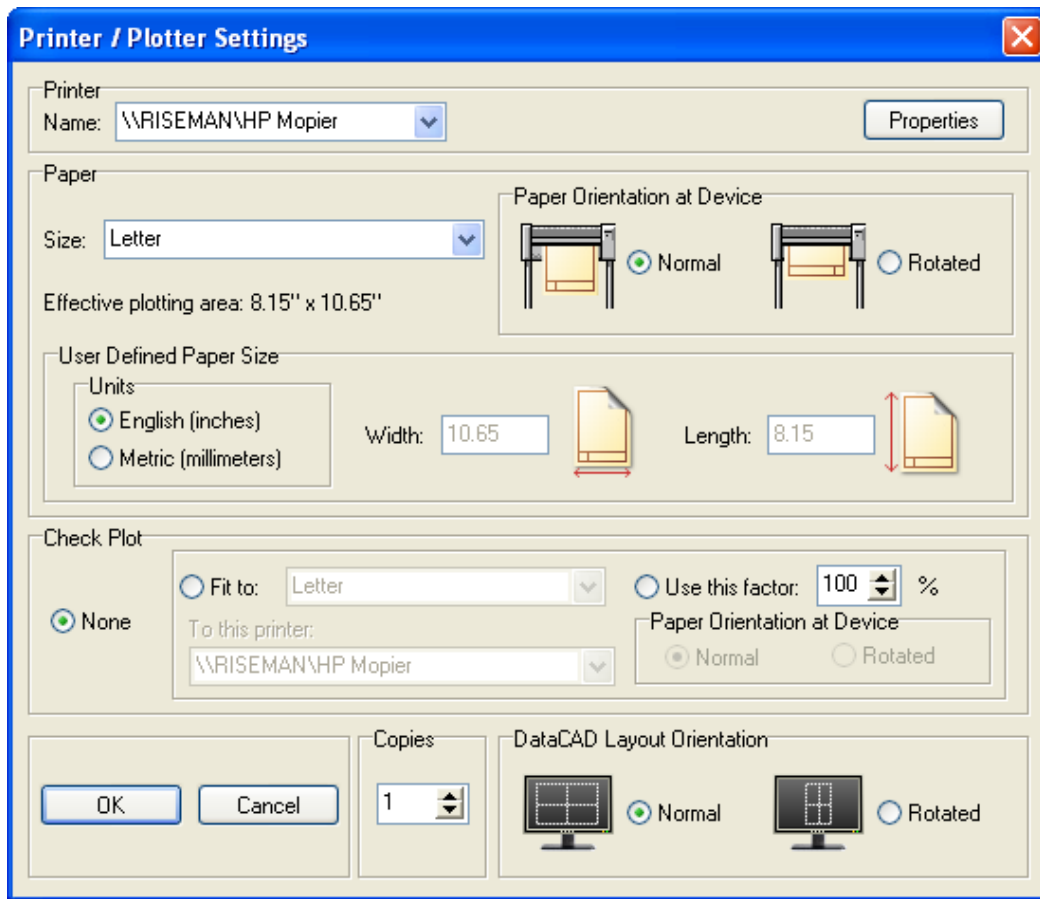 Printer / Plotter Settings
Printer
Name: \\RISEMAN\HP Mopier
Properties
Paper
Size: Letter
Effective plotting area: 8.15" x 10.65"
Paper Orientation at Device
Normal
Rotated
User Defined Paper Size
Units
English (inches)
Metric (millimeters)
Width: 10.65
Length: 8.15
Check Plot
None
Fit to: Letter
To this printer:
\\RISEMAN\HP Mopier
Use this factor: 100 %
Paper Orientation at Device
Normal
Rotated
OK
Cancel
Copies
1
DataCAD Layout Orientation
Normal
Rotated